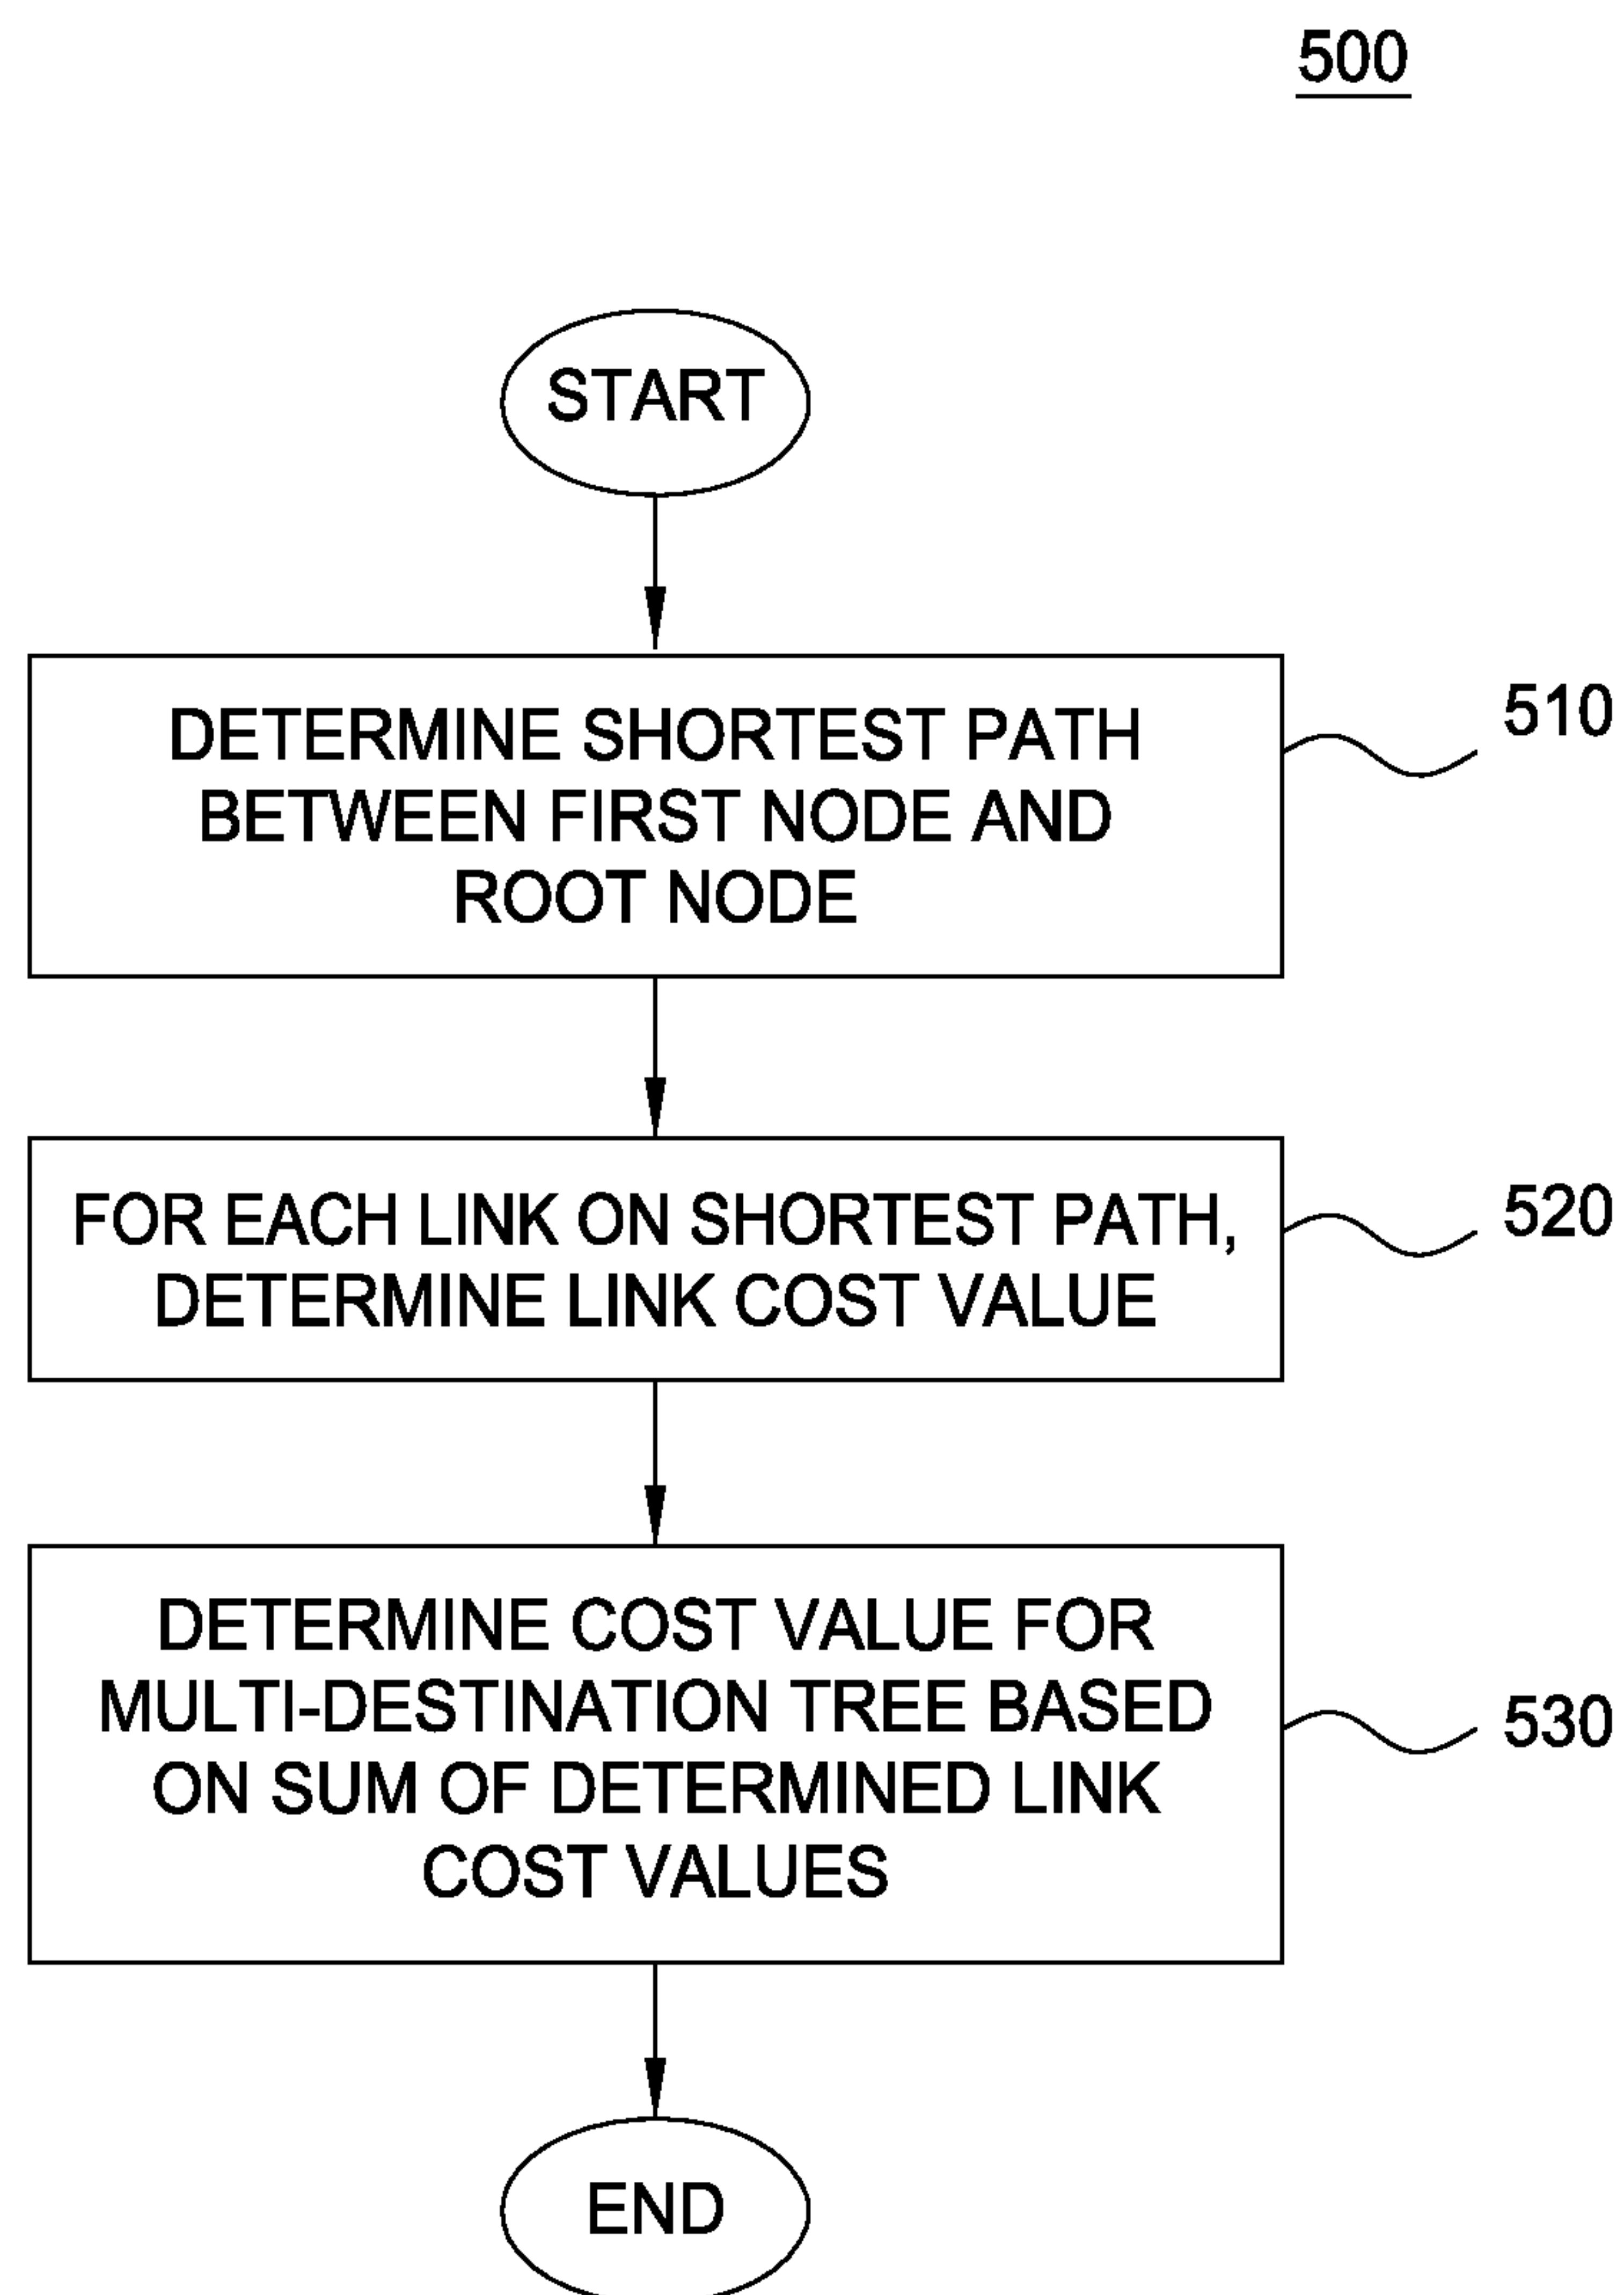 500
START
DETERMINE SHORTEST PATH
BETWEEN FIRST NODE AND
ROOT NODE
510
FOR EACH LINK ON SHORTEST PATH,
DETERMINE LINK COST VALUE
520
DETERMINE COST VALUE FOR
MULTI-DESTINATION TREE BASED
ON SUM OF DETERMINED LINK
COST VALUES
530
END